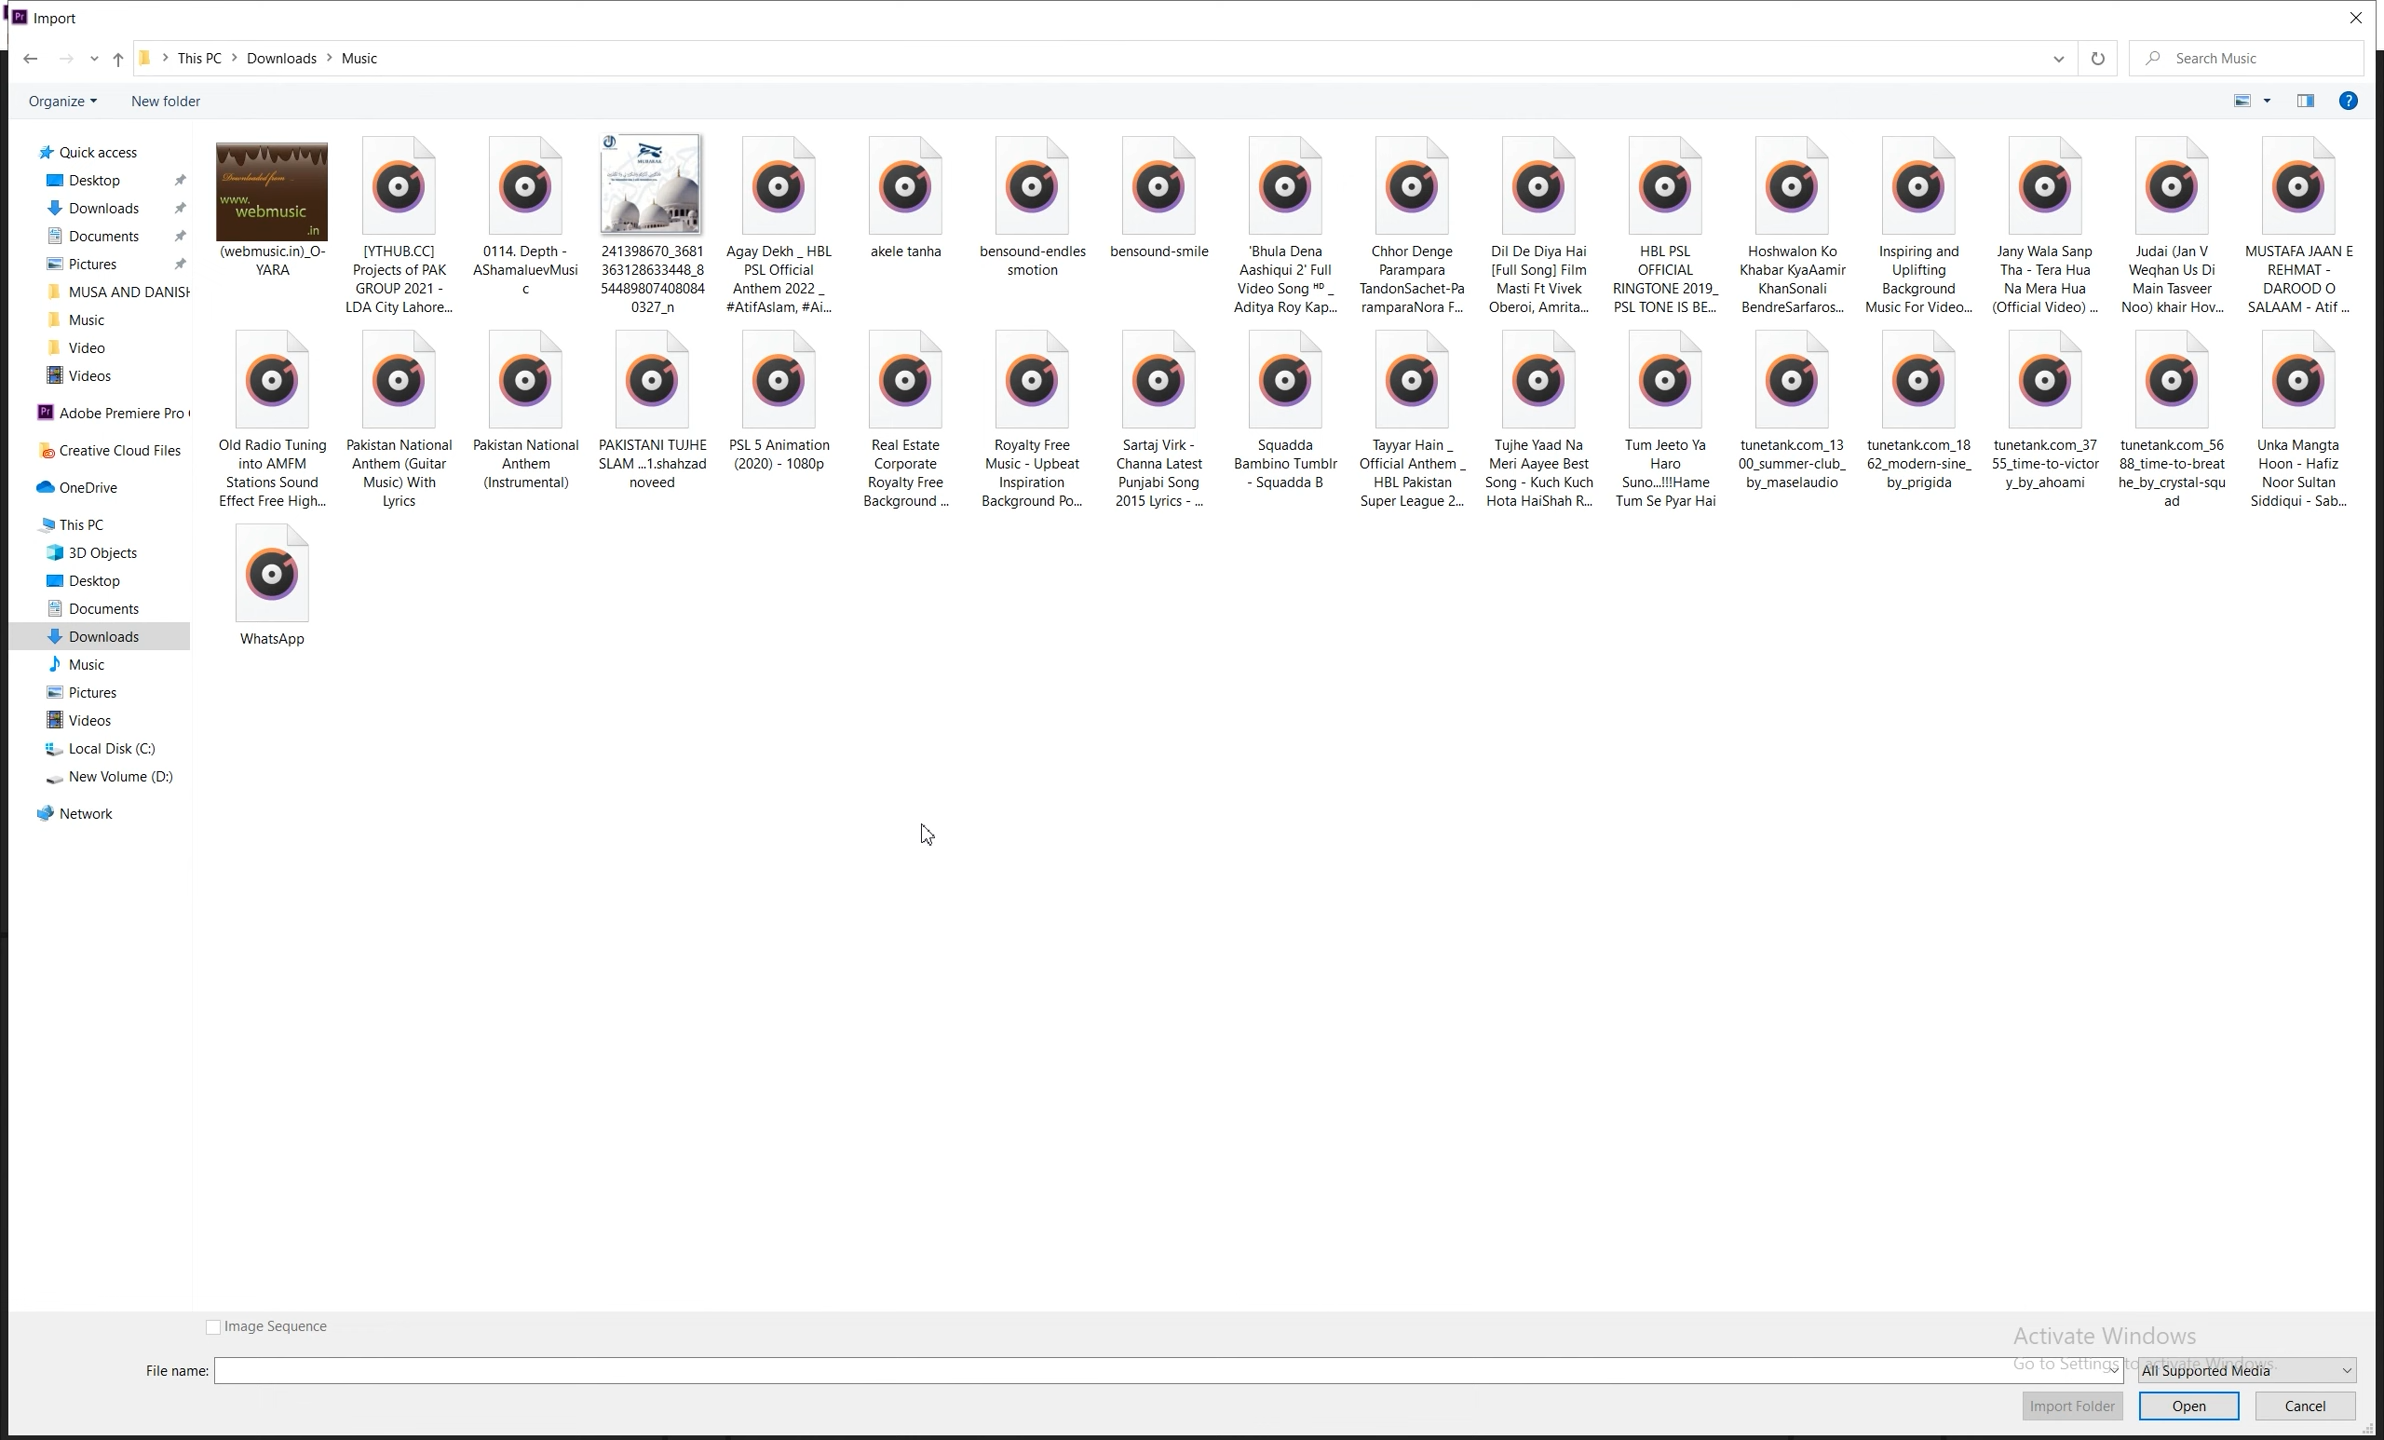 Import
This PC > Downloads > Music
Search Music
Organize
New folder
Quick access
Desktop
Downloads
Documents
Pictures
MUSA AND DANISH
Music
Video
Videos
Adobe Premiere Pro
Creative Cloud Files
OneDrive
This PC
3D Objects
Desktop
Documents
Downloads
Music
Pictures
Videos
Local Disk (C:)
New Volume (D:)
Network
Downloaded from
www.
webmusic
.in
(webmusic.in)_O-
YARA
[YTHUB.CC]
Projects of PAK
GROUP 2021 -
LDA City Lahore...
0114. Depth -
AShamaluevMusi
c
MUBARAK
241398670_3681
363128633448_8
54489807408084
0327_n
Agay Dekh _ HBL
PSL Official
Anthem 2022 _
#AtifAslam, #Ai...
akele tanha
bensound-endles
smotion
bensound-smile
'Bhula Dena
Aashiqui 2' Full
Video Song ᴴᴰ _
Aditya Roy Kap...
Chhor Denge
Parampara
TandonSachet-Pa
ramparaNora F...
Dil De Diya Hai
[Full Song] Film
Masti Ft Vivek
Oberoi, Amrita...
HBL PSL
OFFICIAL
RINGTONE 2019_
PSL TONE IS BE...
Hoshwalon Ko
Khabar KyaAamir
KhanSonali
BendreSarfaros...
Inspiring and
Uplifting
Background
Music For Video...
Jany Wala Sanp
Tha - Tera Hua
Na Mera Hua
(Official Video) ...
Judai (Jan V
Weqhan Us Di
Main Tasveer
Noo) khair Hov...
MUSTAFA JAAN E
REHMAT -
DAROOD O
SALAAM - Atif ...
Old Radio Tuning
into AMFM
Stations Sound
Effect Free High...
Pakistan National
Anthem (Guitar
Music) With
Lyrics
Pakistan National
Anthem
(Instrumental)
PAKISTANI TUJHE
SLAM ...1.shahzad
noveed
PSL 5 Animation
(2020) - 1080p
Real Estate
Corporate
Royalty Free
Background ...
Royalty Free
Music - Upbeat
Inspiration
Background Po...
Sartaj Virk -
Channa Latest
Punjabi Song
2015 Lyrics - ...
Squadda
Bambino Tumblr
- Squadda B
Tayyar Hain _
Official Anthem _
HBL Pakistan
Super League 2...
Tujhe Yaad Na
Meri Aayee Best
Song - Kuch Kuch
Hota HaiShah R...
Tum Jeeto Ya
Haro
Suno...!!!Hame
Tum Se Pyar Hai
tunetank.com_13
00_summer-club_
by_maselaudio
tunetank.com_18
62_modern-sine_
by_prigida
tunetank.com_37
55_time-to-victor
y_by_ahoami
tunetank.com_56
88_time-to-breat
he_by_crystal-squ
ad
Unka Mangta
Hoon - Hafiz
Noor Sultan
Siddiqui - Sab...
WhatsApp
Image Sequence
Activate Windows
Go to Settings to activate Windows.
File name:
All Supported Media
Import Folder
Open
Cancel